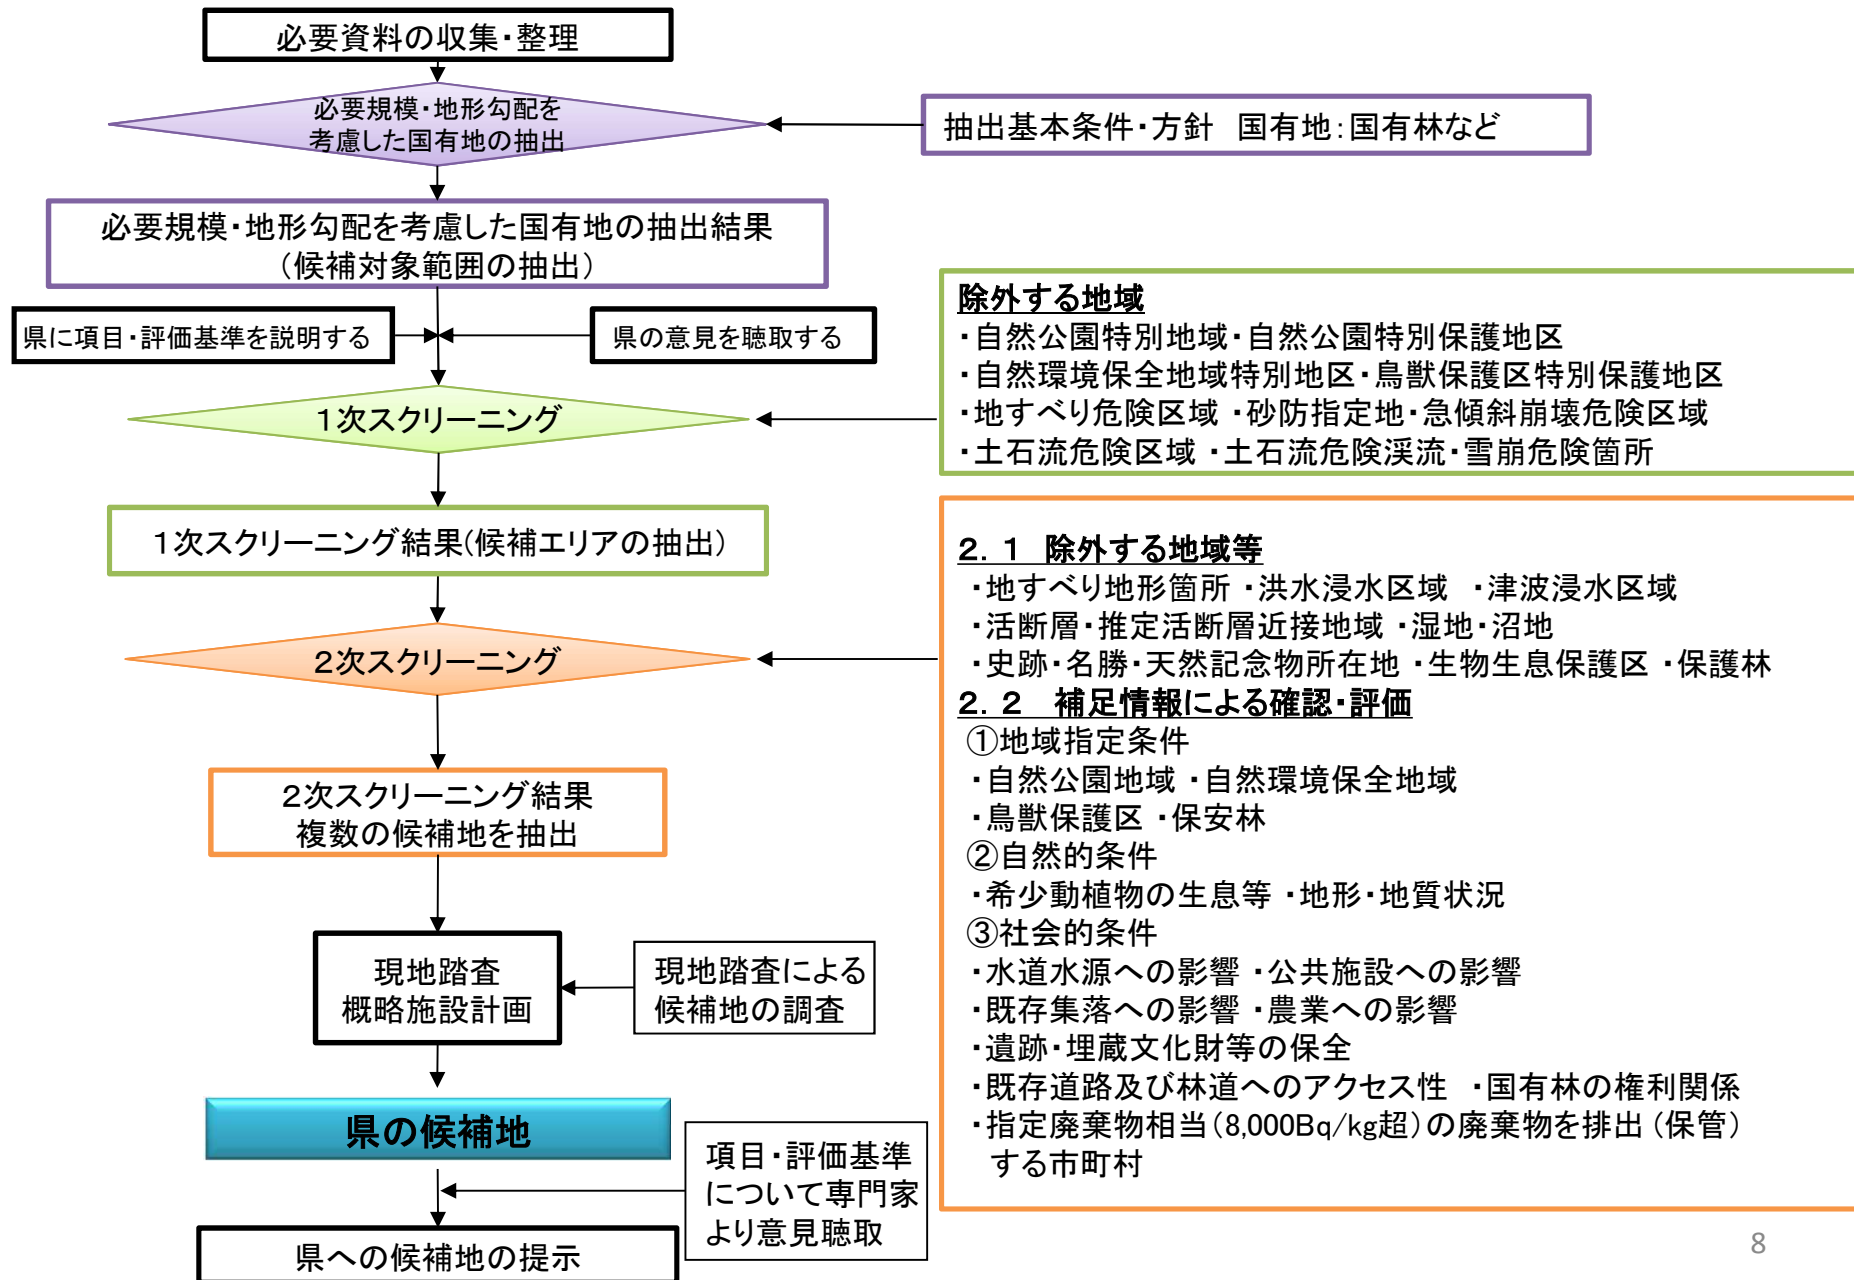 必要資料の収集・整理
必要規模・地形勾配を
考慮した国有地の抽出
抽出基本条件・方針　国有地：国有林など
必要規模・地形勾配を考慮した国有地の抽出結果
（候補対象範囲の抽出）
県に項目・評価基準を説明する
県の意見を聴取する
除外する地域
・自然公園特別地域・自然公園特別保護地区
・自然環境保全地域特別地区・鳥獣保護区特別保護地区
・地すべり危険区域 ・砂防指定地・急傾斜崩壊危険区域
・土石流危険区域 ・土石流危険渓流・雪崩危険箇所
１次スクリーニング
１次スクリーニング結果（候補エリアの抽出）
２次スクリーニング
２．１　除外する地域等
・地すべり地形箇所 ・洪水浸水区域　・津波浸水区域
・活断層・推定活断層近接地域 ・湿地・沼地
・史跡・名勝・天然記念物所在地 ・生物生息保護区 ・保護林
２．２　補足情報による確認・評価
①地域指定条件
・自然公園地域 ・自然環境保全地域
・鳥獣保護区 ・保安林
②自然的条件
・希少動植物の生息等 ・地形・地質状況
③社会的条件
・水道水源への影響 ・公共施設への影響
・既存集落への影響 ・農業への影響
・遺跡・埋蔵文化財等の保全
・既存道路及び林道へのアクセス性　・国有林の権利関係
・指定廃棄物相当（8,000Bq/kg超）の廃棄物を排出（保管）
する市町村
２次スクリーニング結果
複数の候補地を抽出
現地踏査
概略施設計画
現地踏査による
候補地の調査
県の候補地
項目・評価基準
について専門家
より意見聴取
県への候補地の提示
8